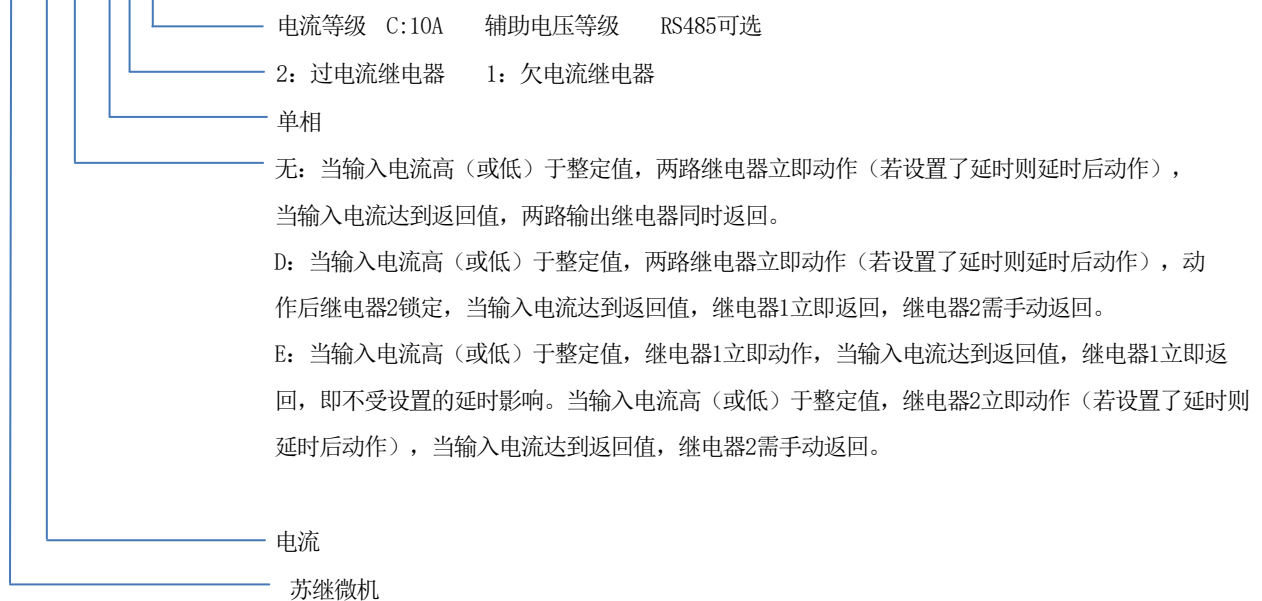 电流等级 C:10A 辅助电压等级 RS485可选
2：过电流继电器 1：欠电流继电器
单相
无：当输入电流高（或低）于整定值，两路继电器立即动作（若设置了延时则延时后动作），
当输入电流达到返回值，两路输出继电器同时返回。
D：当输入电流高（或低）于整定值，两路继电器立即动作（若设置了延时则延时后动作），动
作后继电器2锁定，当输入电流达到返回值，继电器1立即返回，继电器2需手动返回。
E：当输入电流高（或低）于整定值，继电器1立即动作，当输入电流达到返回值，继电器1立即返
回，即不受设置的延时影响。当输入电流高（或低）于整定值，继电器2立即动作（若设置了延时则
延时后动作），当输入电流达到返回值，继电器2需手动返回。
电流
苏继微机